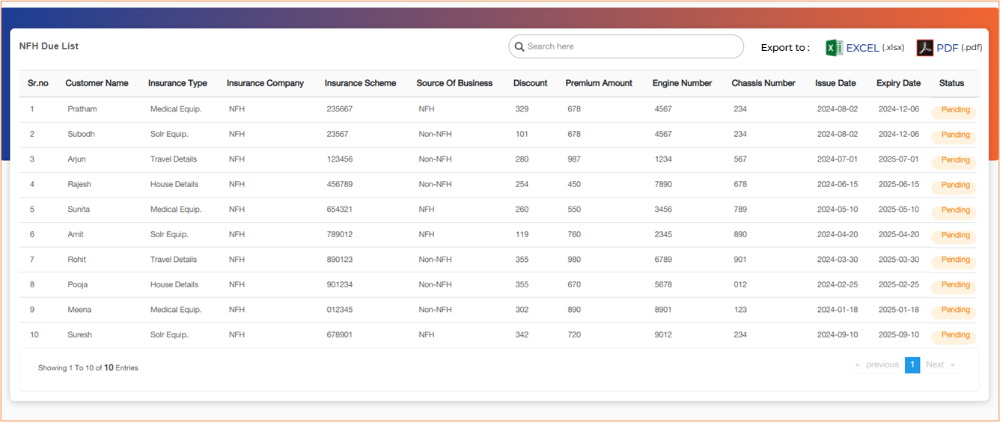 NFH Due List Search here Export to : EXCEL (.xlsx) PDF (.pdf)
Sr.no Customer Name Insurance Type Insurance Company Insurance Scheme Source Of Business Discount Premium Amount Engine Number Chassis Number Issue Date Expiry Date Status
1 Pratham Medical Equip. NFH 235667 NFH 329 678 4567 234 2024-08-02 2024-12-06 Pending
2 Subodh Solr Equip. NFH 23567 Non-NFH 101 678 4567 234 2024-08-02 2024-12-06 Pending
3 Arjun Travel Details NFH 123456 Non-NFH 280 987 1234 567 2024-07-01 2025-07-01 Pending
4 Rajesh House Details NFH 456789 Non-NFH 254 450 7890 678 2024-06-15 2025-06-15 Pending
5 Sunita Medical Equip. NFH 654321 NFH 260 550 3456 789 2024-05-10 2025-05-10 Pending
6 Amit Solr Equip. NFH 789012 NFH 119 760 2345 890 2024-04-20 2025-04-20 Pending
7 Rohit Travel Details NFH 890123 Non-NFH 355 980 6789 901 2024-03-30 2025-03-30 Pending
8 Pooja House Details NFH 901234 Non-NFH 355 670 5678 012 2024-02-25 2025-02-25 Pending
9 Meena Medical Equip. NFH 012345 Non-NFH 302 890 8901 123 2024-01-18 2025-01-18 Pending
10 Suresh Solr Equip. NFH 678901 NFH 342 720 9012 234 2024-09-10 2025-09-10 Pending
Showing 1 To 10 of 10 Entries « previous 1 Next »